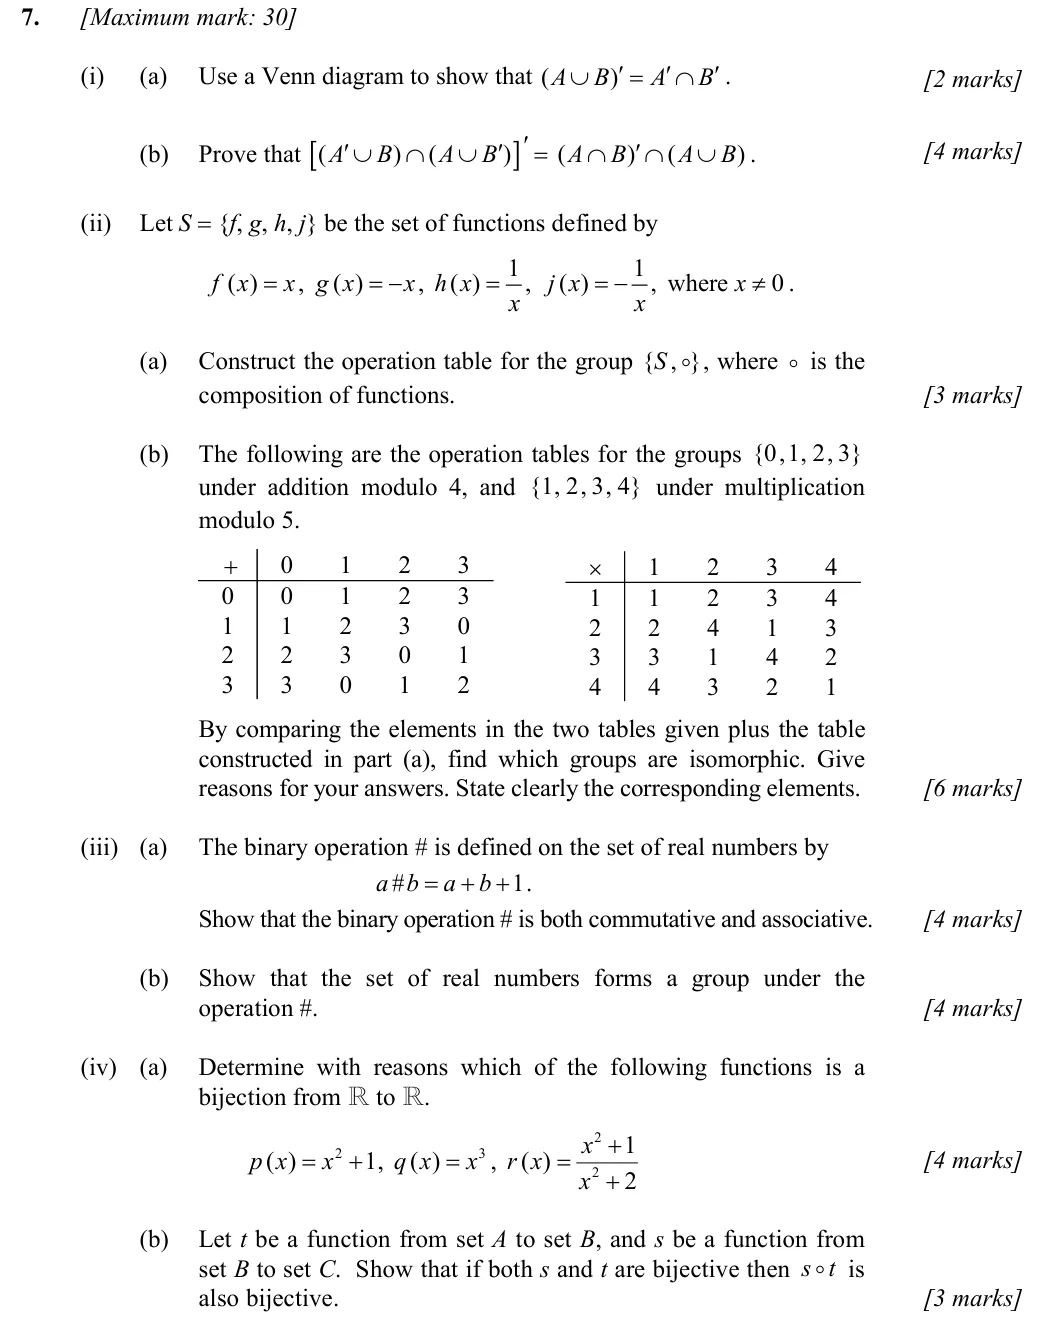 7. [Maximum mark: 30]
(i) (a) Use a Venn diagram to show that (A ∪ B)′ = A′ ∩ B′ . [2 marks]
(b) Prove that [(A′ ∪ B) ∩ (A ∪ B′)]′ = (A ∩ B)′ ∩ (A ∪ B) . [4 marks]
(ii) Let S = {f, g, h, j} be the set of functions defined by
f (x) = x, g (x) = −x, h(x) = 1/x, j (x) = −1/x, where x ≠ 0 .
(a) Construct the operation table for the group {S, ∘}, where ∘ is the
composition of functions. [3 marks]
(b) The following are the operation tables for the groups {0, 1, 2, 3}
under addition modulo 4, and {1, 2, 3, 4} under multiplication
modulo 5.
+ 0 1 2 3 × 1 2 3 4
0 0 1 2 3 1 1 2 3 4
1 1 2 3 0 2 2 4 1 3
2 2 3 0 1 3 3 1 4 2
3 3 0 1 2 4 4 3 2 1
By comparing the elements in the two tables given plus the table
constructed in part (a), find which groups are isomorphic. Give
reasons for your answers. State clearly the corresponding elements. [6 marks]
(iii) (a) The binary operation # is defined on the set of real numbers by
a # b = a + b + 1.
Show that the binary operation # is both commutative and associative. [4 marks]
(b) Show that the set of real numbers forms a group under the
operation #. [4 marks]
(iv) (a) Determine with reasons which of the following functions is a
bijection from ℝ to ℝ.
p (x) = x² + 1, q (x) = x³ , r (x) = (x² + 1)/(x² + 2) [4 marks]
(b) Let t be a function from set A to set B, and s be a function from
set B to set C. Show that if both s and t are bijective then s ∘ t is
also bijective. [3 marks]